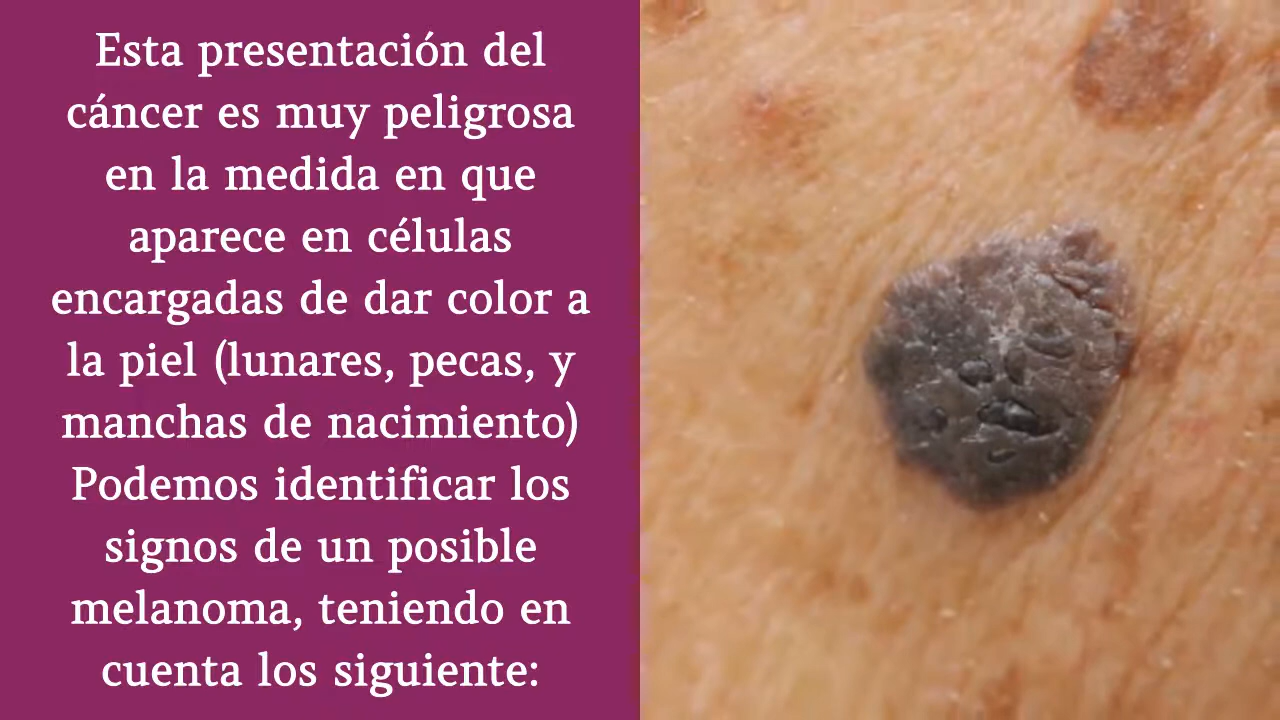 Esta presentación del
cáncer es muy peligrosa
en la medida en que
aparece en células
encargadas de dar color a
la piel (lunares, pecas, y
manchas de nacimiento)
Podemos identificar los
signos de un posible
melanoma, teniendo en
cuenta los siguiente: